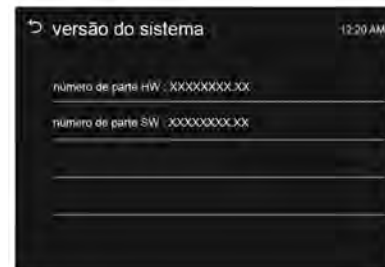 versão do sistema
12:20 AM
número de parte HW : XXXXXXXX.XX
número de parte SW : XXXXXXXX.XX